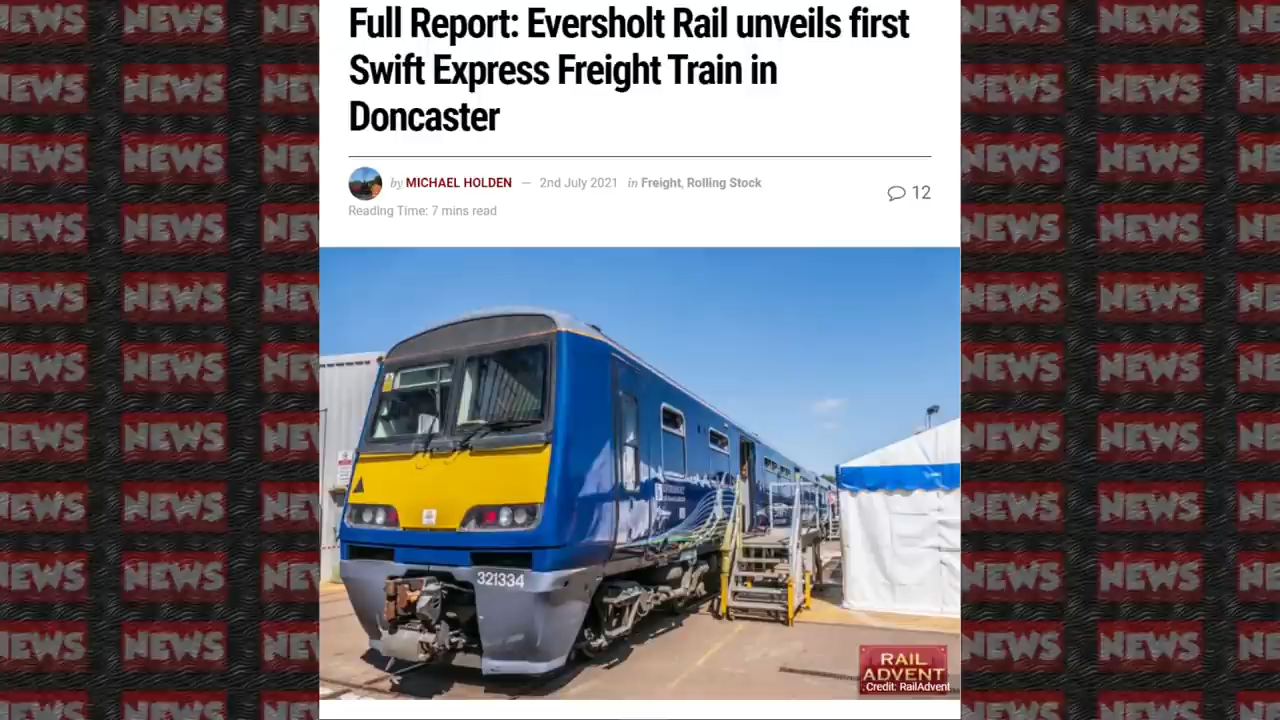 Full Report: Eversholt Rail unveils first
Swift Express Freight Train in
Doncaster
by MICHAEL HOLDEN — 2nd July 2021 in Freight, Rolling Stock
12
Reading Time: 7 mins read
321334
RAIL
ADVENT
Credit: RailAdvent
NEWS